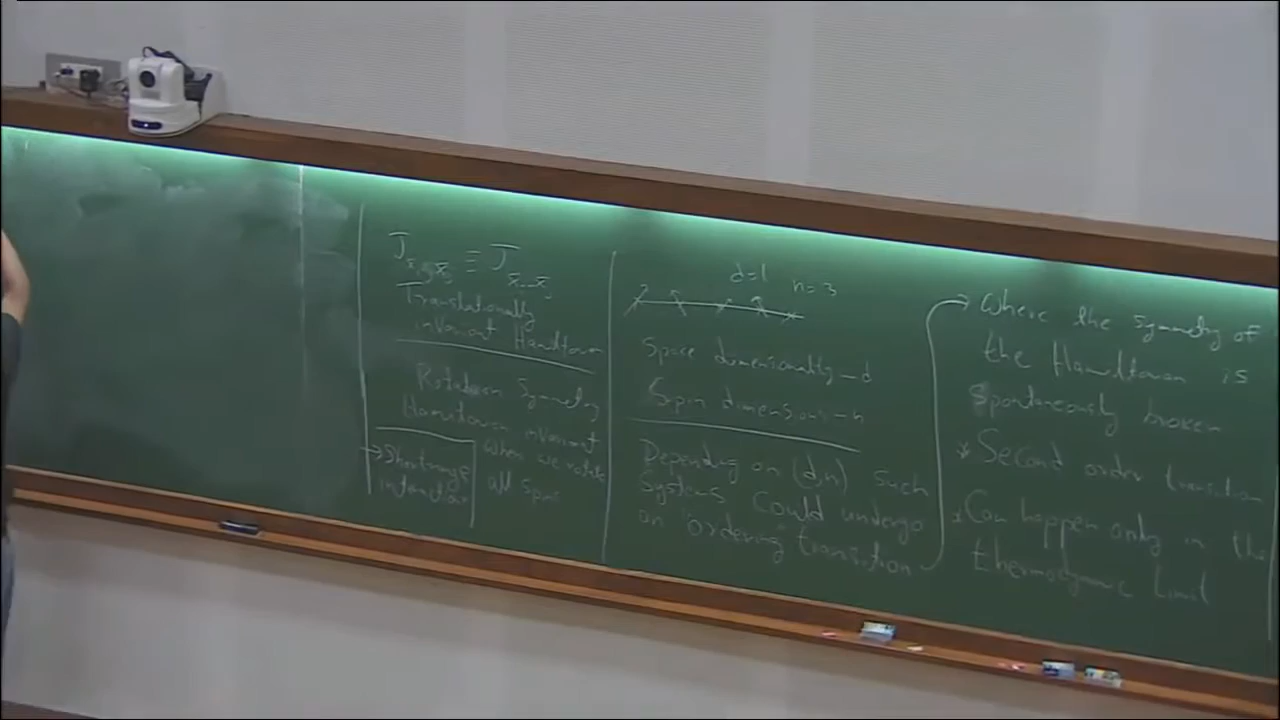 J x̄i, x̄j ≡ J x̄i - x̄j
Translationally
invariant Hamiltonian
Rotation Symmetry
Hamiltonian invariant
when we rotate
all spins
→ Short range
interaction
d=1 n=3
Space dimensionality - d
Spin dimensions - n
Depending on (d,n) such
Systems could undergo
an "ordering" transition
→ Where the symmetry of
the Hamiltonian is
spontaneously broken
* Second order transition
* Can happen only in the
thermodynamic limit